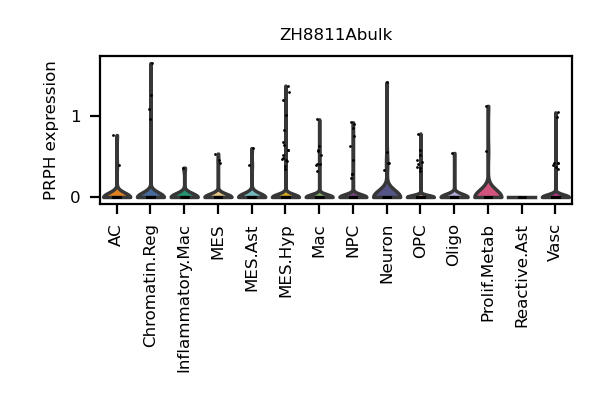 ZH8811Abulk
PRPH expression
1
0
AC
Chromatin.Reg
Inflammatory.Mac
MES
MES.Ast
MES.Hyp
Mac
NPC
Neuron
OPC
Oligo
Prolif.Metab
Reactive.Ast
Vasc